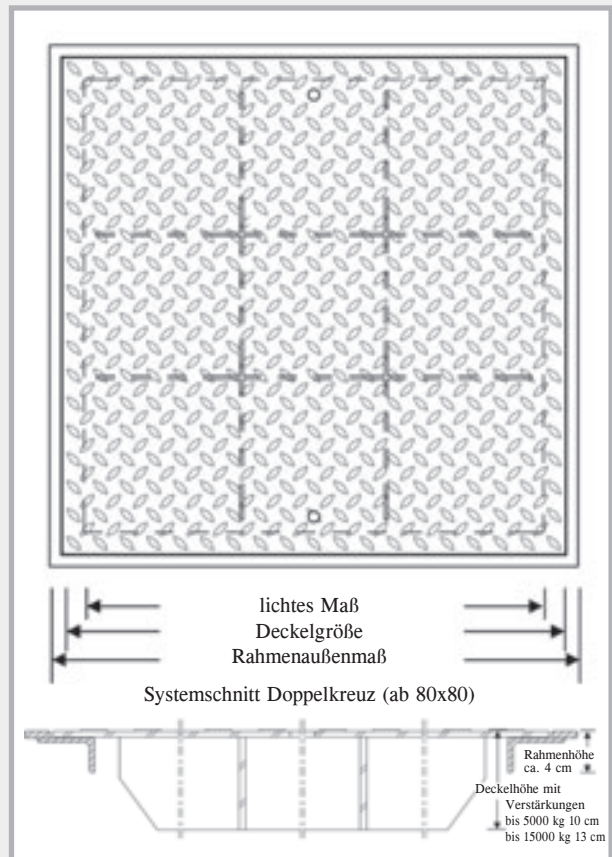 lichtes Maß
Deckelgröße
Rahmenaußenmaß
Systemschnitt Doppelkreuz (ab 80x80)
Rahmenhöhe
ca. 4 cm
Deckelhöhe mit
Verstärkungen
bis 5000 kg 10 cm
bis 15000 kg 13 cm